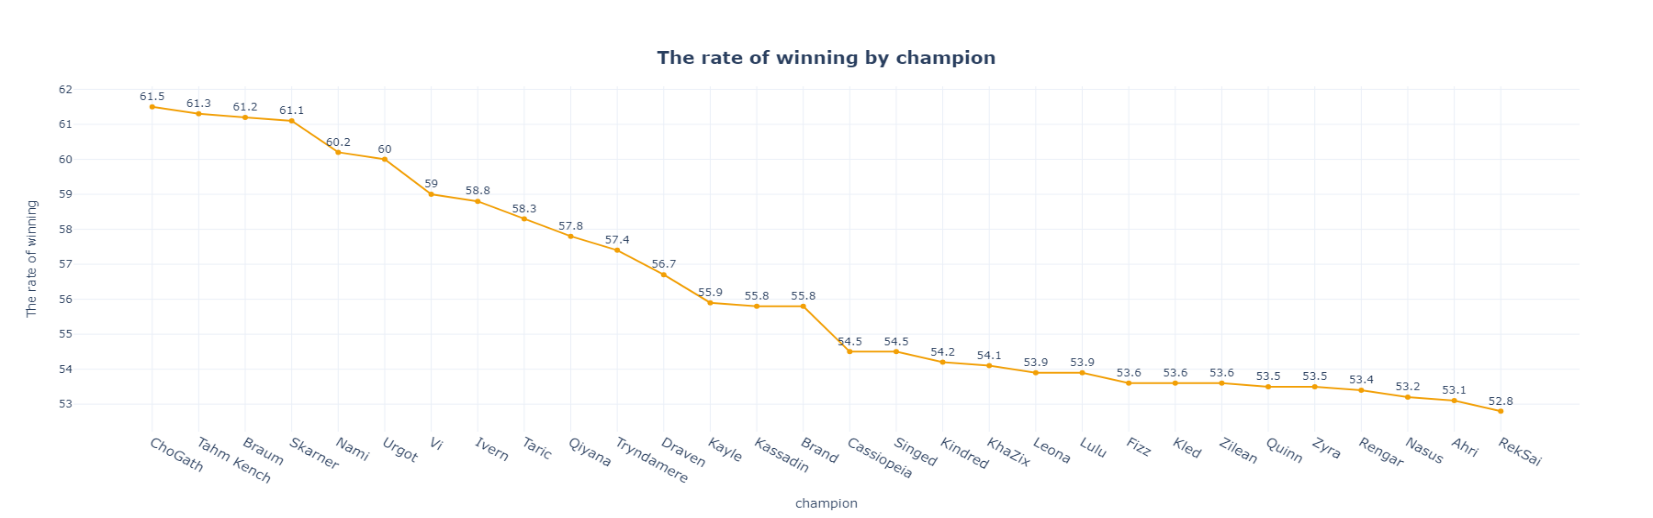 The rate of winning by champion
The rate of winning
62
61
60
59
58
57
56
55
54
53
61.5
61.3
61.2
61.1
60.2
60
59
58.8
58.3
57.8
57.4
56.7
55.9
55.8
55.8
54.5
54.5
54.2
54.1
53.9
53.9
53.6
53.6
53.6
53.5
53.5
53.4
53.2
53.1
52.8
ChoGath
Tahm Kench
Braum
Skarner
Nami
Urgot
Vi
Ivern
Taric
Qiyana
Tryndamere
Draven
Kayle
Kassadin
Brand
Cassiopeia
Singed
Kindred
KhaZix
Leona
Lulu
Fizz
Kled
Zilean
Quinn
Zyra
Rengar
Nasus
Ahri
RekSai
champion